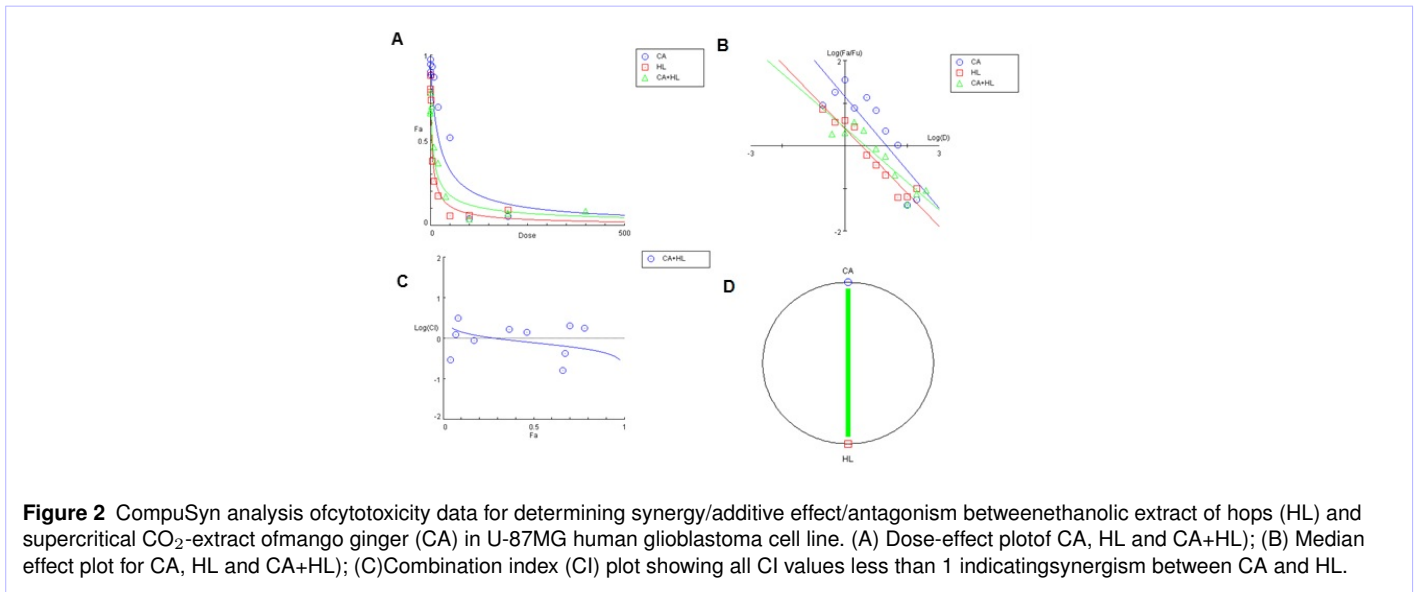 A
1
Fa
0.5
0
0
Dose
500
CA
HL
CA+HL
B
Log(Fa/Fu)
2
Log(D)
-3
3
-2
CA
HL
CA+HL
C
2
1
Log(CI)
0
-1
-2
0
0.5
1
Fa
CA+HL
D
CA
HL
Figure 2 CompuSyn analysis ofcytotoxicity data for determining synergy/additive effect/antagonism betweenethanolic extract of hops (HL) and
supercritical CO2-extract ofmango ginger (CA) in U-87MG human glioblastoma cell line. (A) Dose-effect plotof CA, HL and CA+HL); (B) Median
effect plot for CA, HL and CA+HL); (C)Combination index (CI) plot showing all CI values less than 1 indicatingsynergism between CA and HL.